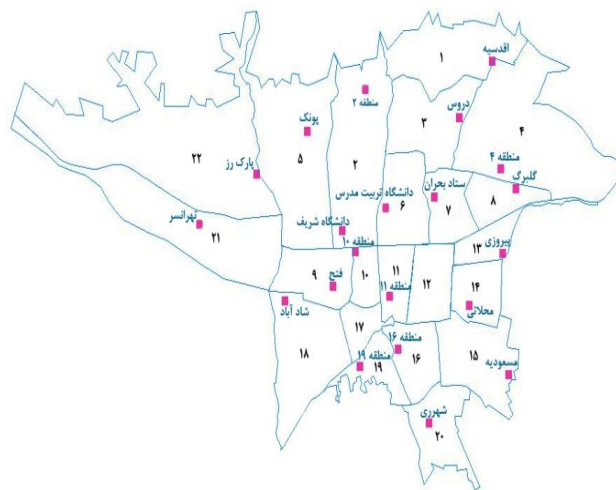 اقدسیه
۱
منطقه ۲
دروس
۳
۴
پونک
۵
۲
منطقه ۴
گلبرگ
پارک رز
۲۲
دانشگاه تربیت مدرس
۶
ستاد بحران
۷
۸
تهرانسر
۲۱
دانشگاه شریف
منطقه ۱۰
پیروزی
۱۳
۹
فتح
۱۰
۱۱
منطقه ۱۱
۱۲
۱۴
محلاتی
شاد آباد
۱۸
۱۷
منطقه ۱۶
۱۶
منطقه ۱۹
۱۹
۱۵
مسعودیه
شهرری
۲۰